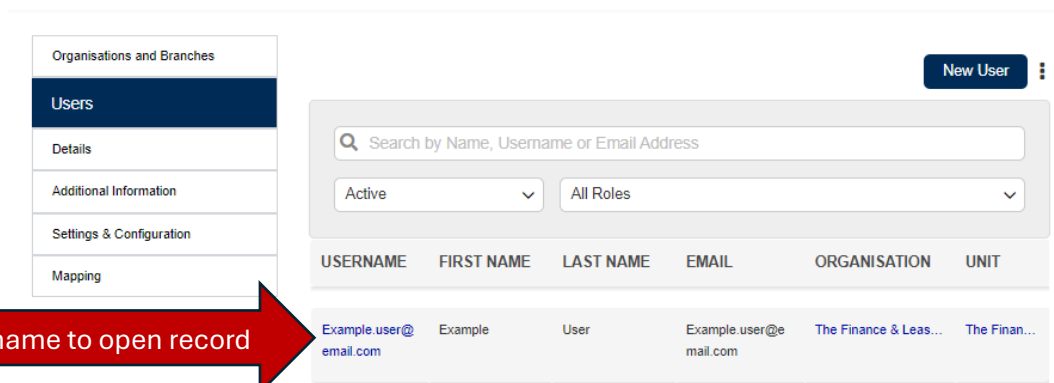 Organisations and Branches
Users
Details
Additional Information
Settings & Configuration
Mapping
New User
Search by Name, Username or Email Address
Active
All Roles
USERNAME FIRST NAME LAST NAME EMAIL ORGANISATION UNIT
name to open record
Example.user@ Example User Example.user@e The Finance & Leas... The Finan...
email.com mail.com